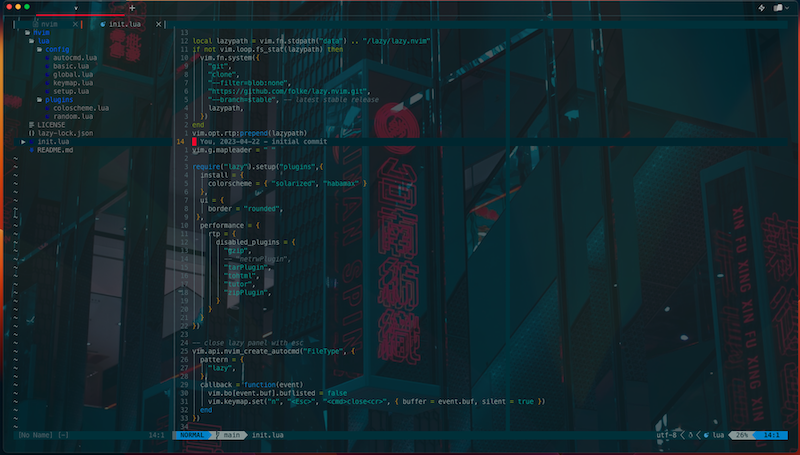 nvim
init.lua
nvim
lua
config
autocmd.lua
basic.lua
global.lua
keymap.lua
setup.lua
plugins
coloscheme.lua
random.lua
LICENSE
lazy-lock.json
init.lua
README.md
13
12 local lazypath = vim.fn.stdpath("data") .. "/lazy/lazy.nvim"
11 if not vim.loop.fs_stat(lazypath) then
10 vim.fn.system({
9 "git",
8 "clone",
7 "--filter=blob:none",
6 "https://github.com/folke/lazy.nvim.git",
5 "--branch=stable", -- latest stable release
4 lazypath,
3 })
2 end
1 vim.opt.rtp:prepend(lazypath)
14 You, 2023-04-22 - initial commit
1 vim.g.mapleader = " "
2
3 require("lazy").setup("plugins",{
4 install = {
5 colorscheme = { "solarized", "habamax" }
6 },
7 ui = {
8 border = "rounded",
9 },
10 performance = {
11 rtp = {
12 disabled_plugins = {
13 "gzip",
14 -- "netrwPlugin",
15 "tarPlugin",
16 "tohtml",
17 "tutor",
18 "zipPlugin",
19 }
20 }
21 }
22 })
23
24 -- close lazy panel with esc
25 vim.api.nvim_create_autocmd("FileType", {
26 pattern = {
27 "lazy",
28 },
29 callback = function(event)
30 vim.bo[event.buf].buflisted = false
31 vim.keymap.set("n", "<Esc>", "<cmd>close<cr>", { buffer = event.buf, silent = true })
32 end
33 })
XIN FU XING
XIN FU XING XIN XING
[No Name] [-] 14:1 NORMAL main init.lua utf-8 lua 26% 14:1